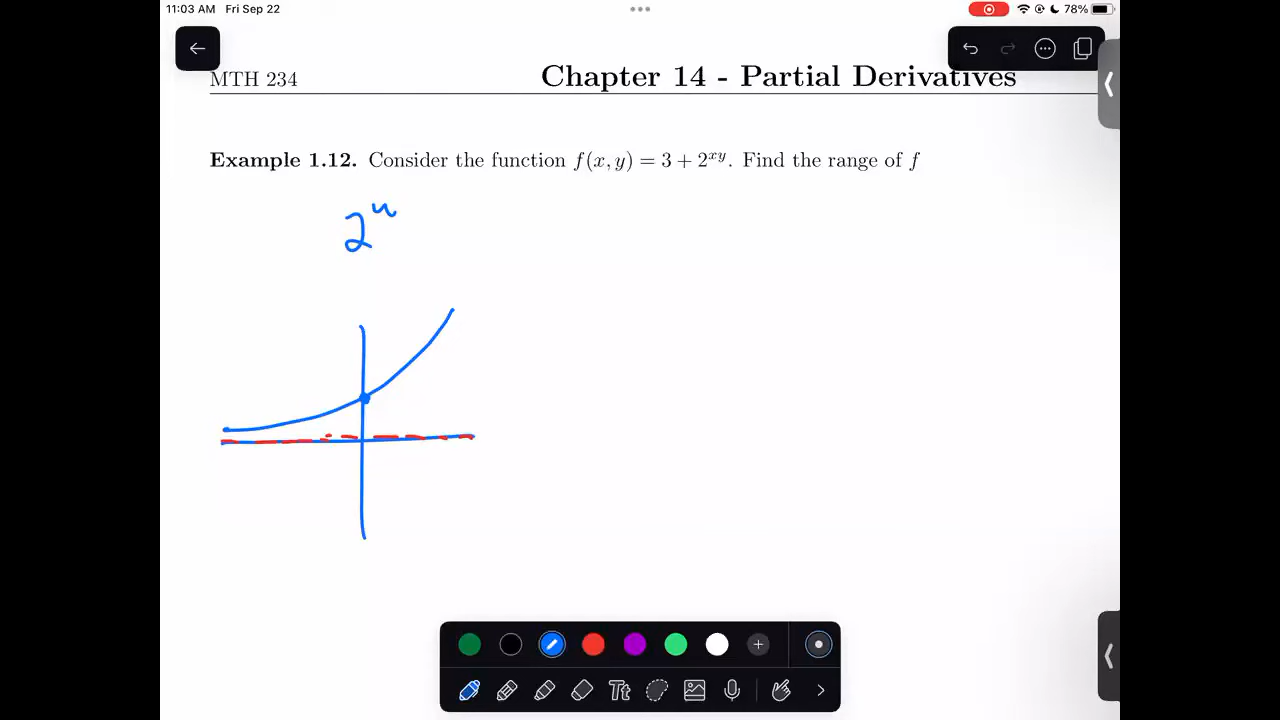 11:03 AM Fri Sep 22
78%
MTH 234
Chapter 14 - Partial Derivatives
Example 1.12. Consider the function f(x, y) = 3 + 2^{xy}. Find the range of f
2^u
Tt